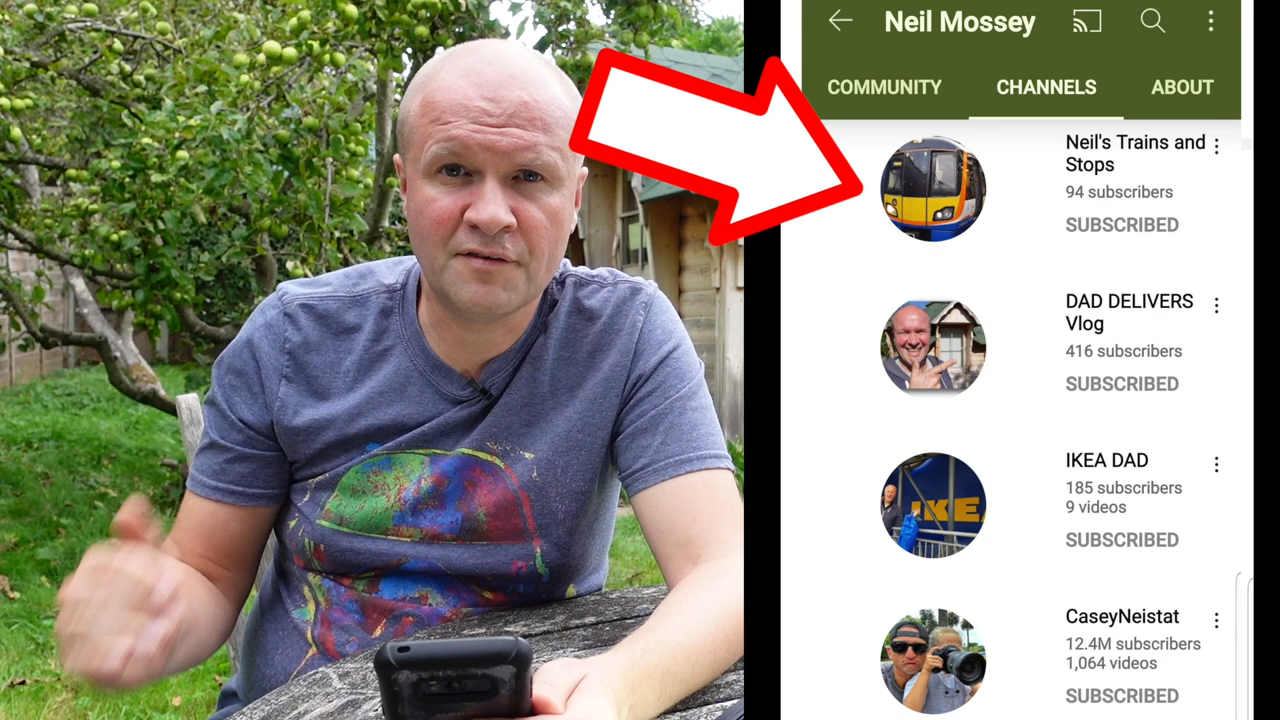 Neil Mossey
COMMUNITY CHANNELS ABOUT
Neil's Trains and
Stops
94 subscribers
SUBSCRIBED
DAD DELIVERS
Vlog
416 subscribers
SUBSCRIBED
IKEA DAD
185 subscribers
9 videos
SUBSCRIBED
IKEA
CaseyNeistat
12.4M subscribers
1,064 videos
SUBSCRIBED